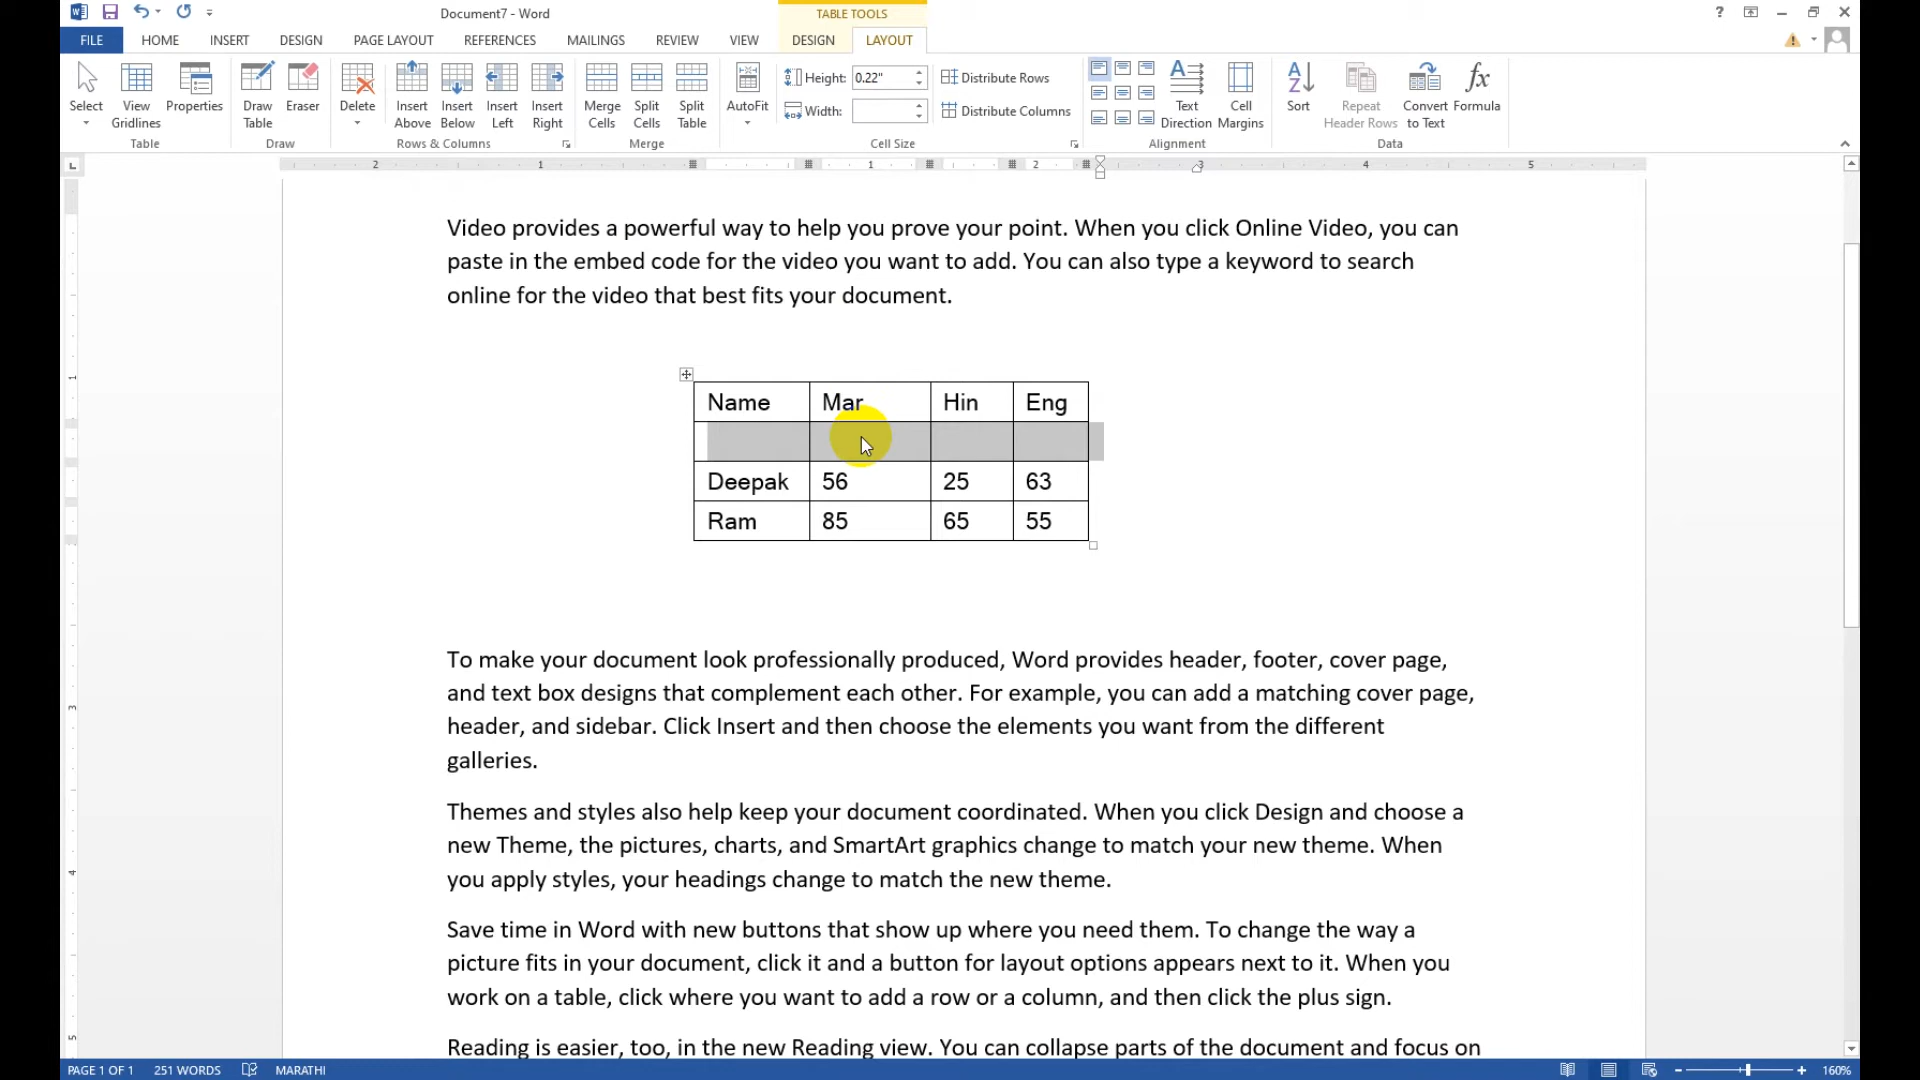 Document7 - Word
TABLE TOOLS
?
FILE HOME INSERT DESIGN PAGE LAYOUT REFERENCES MAILINGS REVIEW VIEW DESIGN LAYOUT
Select
View Gridlines
Properties
Draw Table
Eraser
Delete
Insert Above
Insert Below
Insert Left
Insert Right
Merge Cells
Split Cells
Split Table
AutoFit
Height: 0.22"
Width:
Distribute Rows
Distribute Columns
Text Direction
Cell Margins
Sort
Repeat Header Rows
Convert to Text
Formula
Table Draw Rows & Columns Merge Cell Size Alignment Data
2 1 1 2 3 4 5
Video provides a powerful way to help you prove your point. When you click Online Video, you can
paste in the embed code for the video you want to add. You can also type a keyword to search
online for the video that best fits your document.
Name Mar Hin Eng
Deepak 56 25 63
Ram 85 65 55
To make your document look professionally produced, Word provides header, footer, cover page,
and text box designs that complement each other. For example, you can add a matching cover page,
header, and sidebar. Click Insert and then choose the elements you want from the different
galleries.
Themes and styles also help keep your document coordinated. When you click Design and choose a
new Theme, the pictures, charts, and SmartArt graphics change to match your new theme. When
you apply styles, your headings change to match the new theme.
Save time in Word with new buttons that show up where you need them. To change the way a
picture fits in your document, click it and a button for layout options appears next to it. When you
work on a table, click where you want to add a row or a column, and then click the plus sign.
Reading is easier, too, in the new Reading view. You can collapse parts of the document and focus on
1
3
4
5
PAGE 1 OF 1 251 WORDS MARATHI 160%